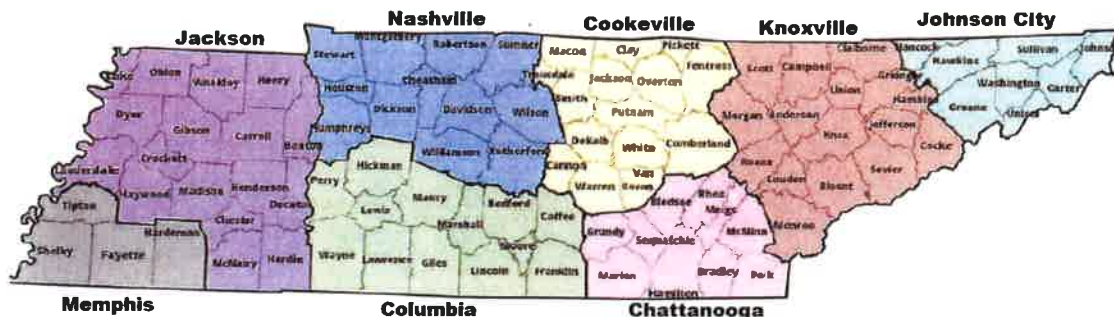 Jackson
Nashville
Cookeville
Knoxville
Johnson City
Lake
Obion
Weakley
Henry
Dyer
Gibson
Carroll
Benton
Crockett
Lauderdale
Haywood
Madison
Henderson
Decatur
Chester
McNairy
Hardin
Tipton
Shelby
Fayette
Hardeman
Stewart
Montgomery
Robertson
Sumner
Houston
Cheatham
Dickson
Davidson
Wilson
Humphreys
Williamson
Rutherford
Hickman
Perry
Lewis
Maury
Marshall
Bedford
Coffee
Moore
Wayne
Lawrence
Giles
Lincoln
Franklin
Macon
Clay
Pickett
Trousdale
Jackson
Overton
Fentress
Smith
Putnam
DeKalb
White
Cumberland
Cannon
Warren
Van
Buren
Bledsoe
Rhea
Meigs
Grundy
Sequatchie
McMinn
Marion
Hamilton
Bradley
Polk
Scott
Campbell
Claiborne
Grainger
Union
Hamblen
Morgan
Anderson
Knox
Jefferson
Cocke
Roane
Loudon
Blount
Sevier
Monroe
Hancock
Hawkins
Sullivan
Johnson
Washington
Carter
Greene
Unicoi
Memphis
Columbia
Chattanooga